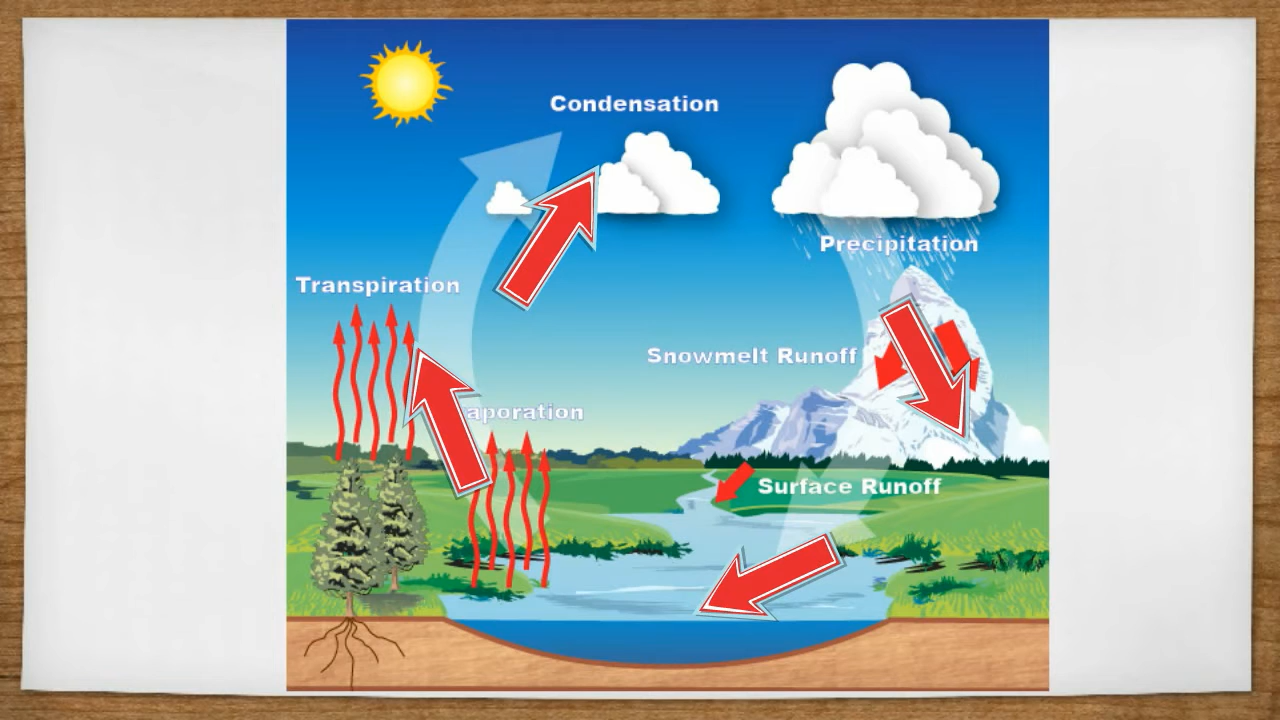 Condensation
Precipitation
Transpiration
Snowmelt Runoff
aporation
Surface Runoff